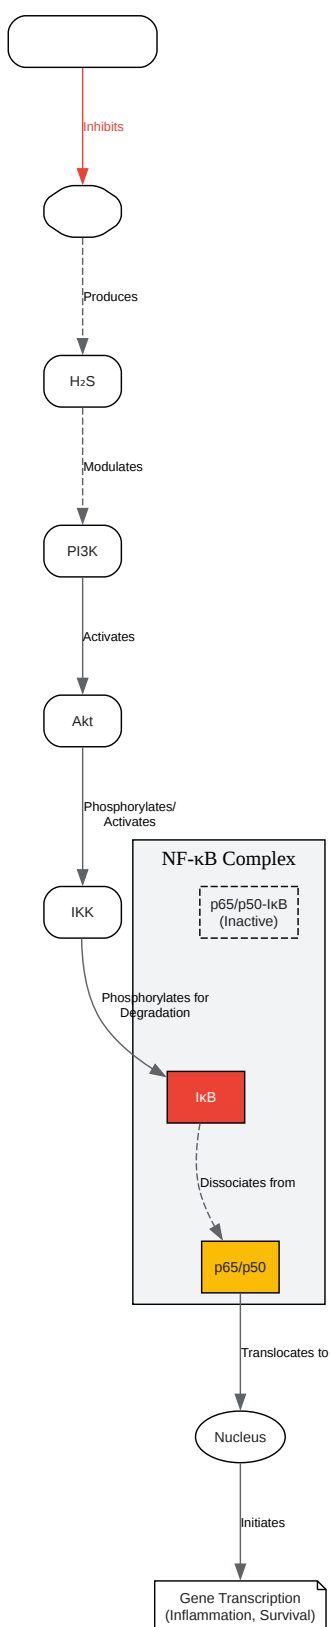 Inhibits
Produces
H₂S
Modulates
PI3K
Activates
Akt
Phosphorylates/
Activates
NF-κB Complex
p65/p50-IκB
(Inactive)
IKK
Phosphorylates for
Degradation
IκB
Dissociates from
p65/p50
Translocates to
Nucleus
Initiates
Gene Transcription
(Inflammation, Survival)